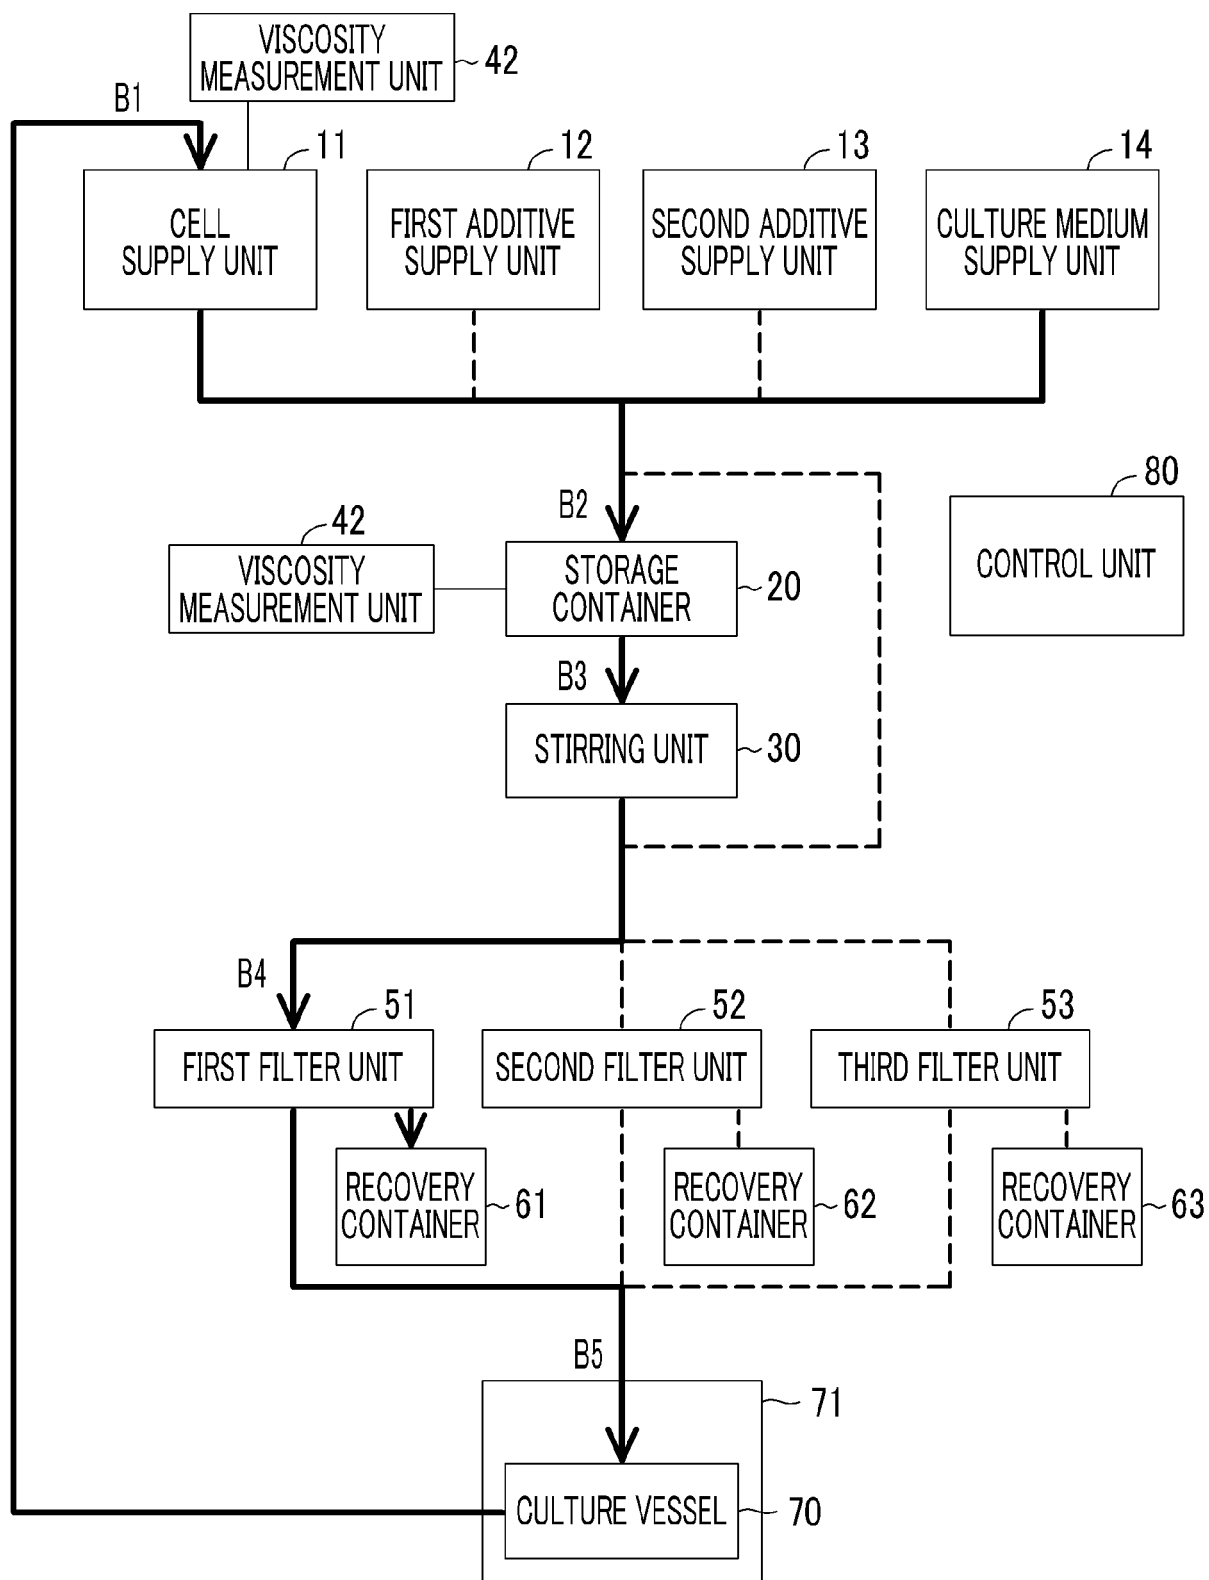 VISCOSITY
MEASUREMENT UNIT
42
B1
11
12
13
14
CELL
SUPPLY UNIT
FIRST ADDITIVE
SUPPLY UNIT
SECOND ADDITIVE
SUPPLY UNIT
CULTURE MEDIUM
SUPPLY UNIT
80
CONTROL UNIT
B2
42
VISCOSITY
MEASUREMENT UNIT
STORAGE
CONTAINER
20
B3
STIRRING UNIT
30
B4
51
52
53
FIRST FILTER UNIT
SECOND FILTER UNIT
THIRD FILTER UNIT
RECOVERY
CONTAINER
61
RECOVERY
CONTAINER
62
RECOVERY
CONTAINER
63
B5
71
CULTURE VESSEL
70